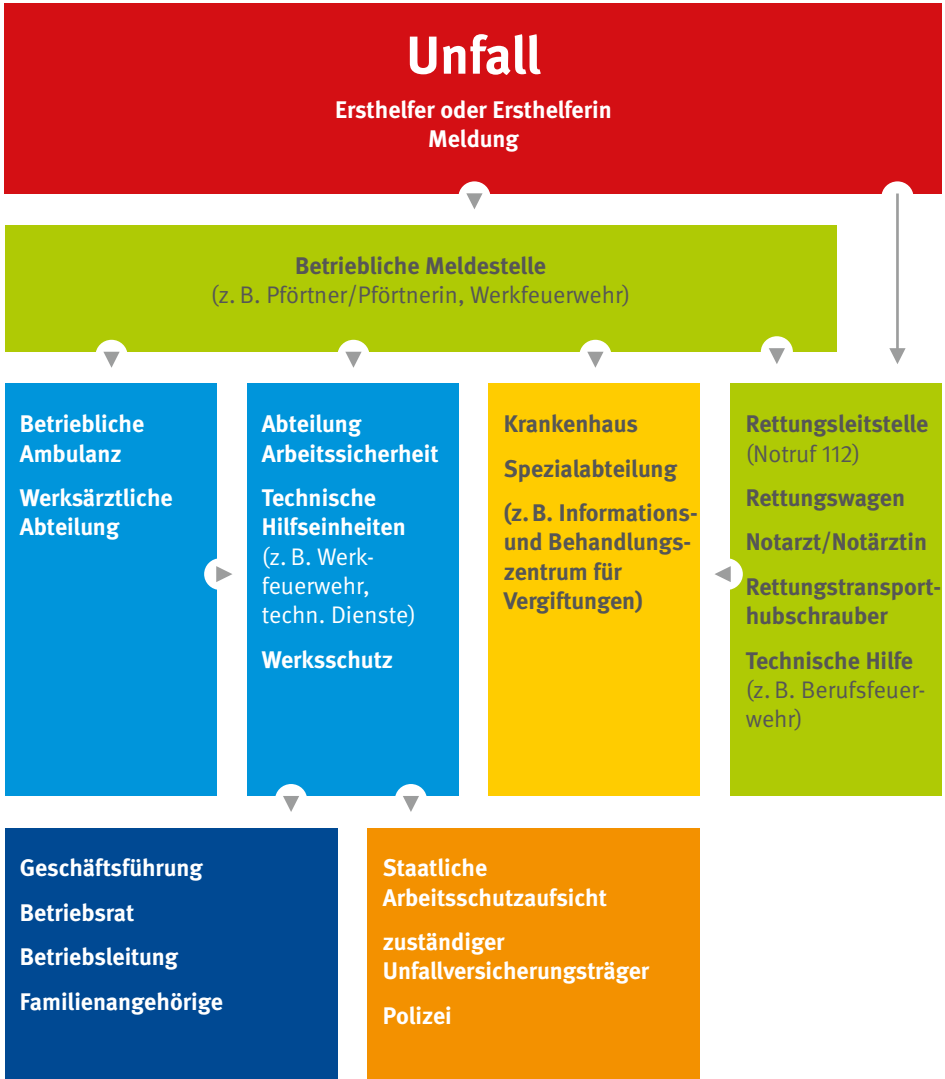 Unfall
Ersthelfer oder Ersthelferin
Meldung
Betriebliche Meldestelle
(z. B. Pförtner/Pförtnerin, Werkfeuerwehr)
Betriebliche
Ambulanz
Werksärztliche
Abteilung
Abteilung
Arbeitssicherheit
Technische
Hilfseinheiten
(z. B. Werk-
feuerwehr,
techn. Dienste)
Werksschutz
Krankenhaus
Spezialabteilung
(z. B. Informations-
und Behandlungs-
zentrum für
Vergiftungen)
Rettungsleitstelle
(Notruf 112)
Rettungswagen
Notarzt/Notärztin
Rettungstransport-
hubschrauber
Technische Hilfe
(z. B. Berufsfeuer-
wehr)
Geschäftsführung
Betriebsrat
Betriebsleitung
Familienangehörige
Staatliche
Arbeitsschutzaufsicht
zuständiger
Unfallversicherungsträger
Polizei